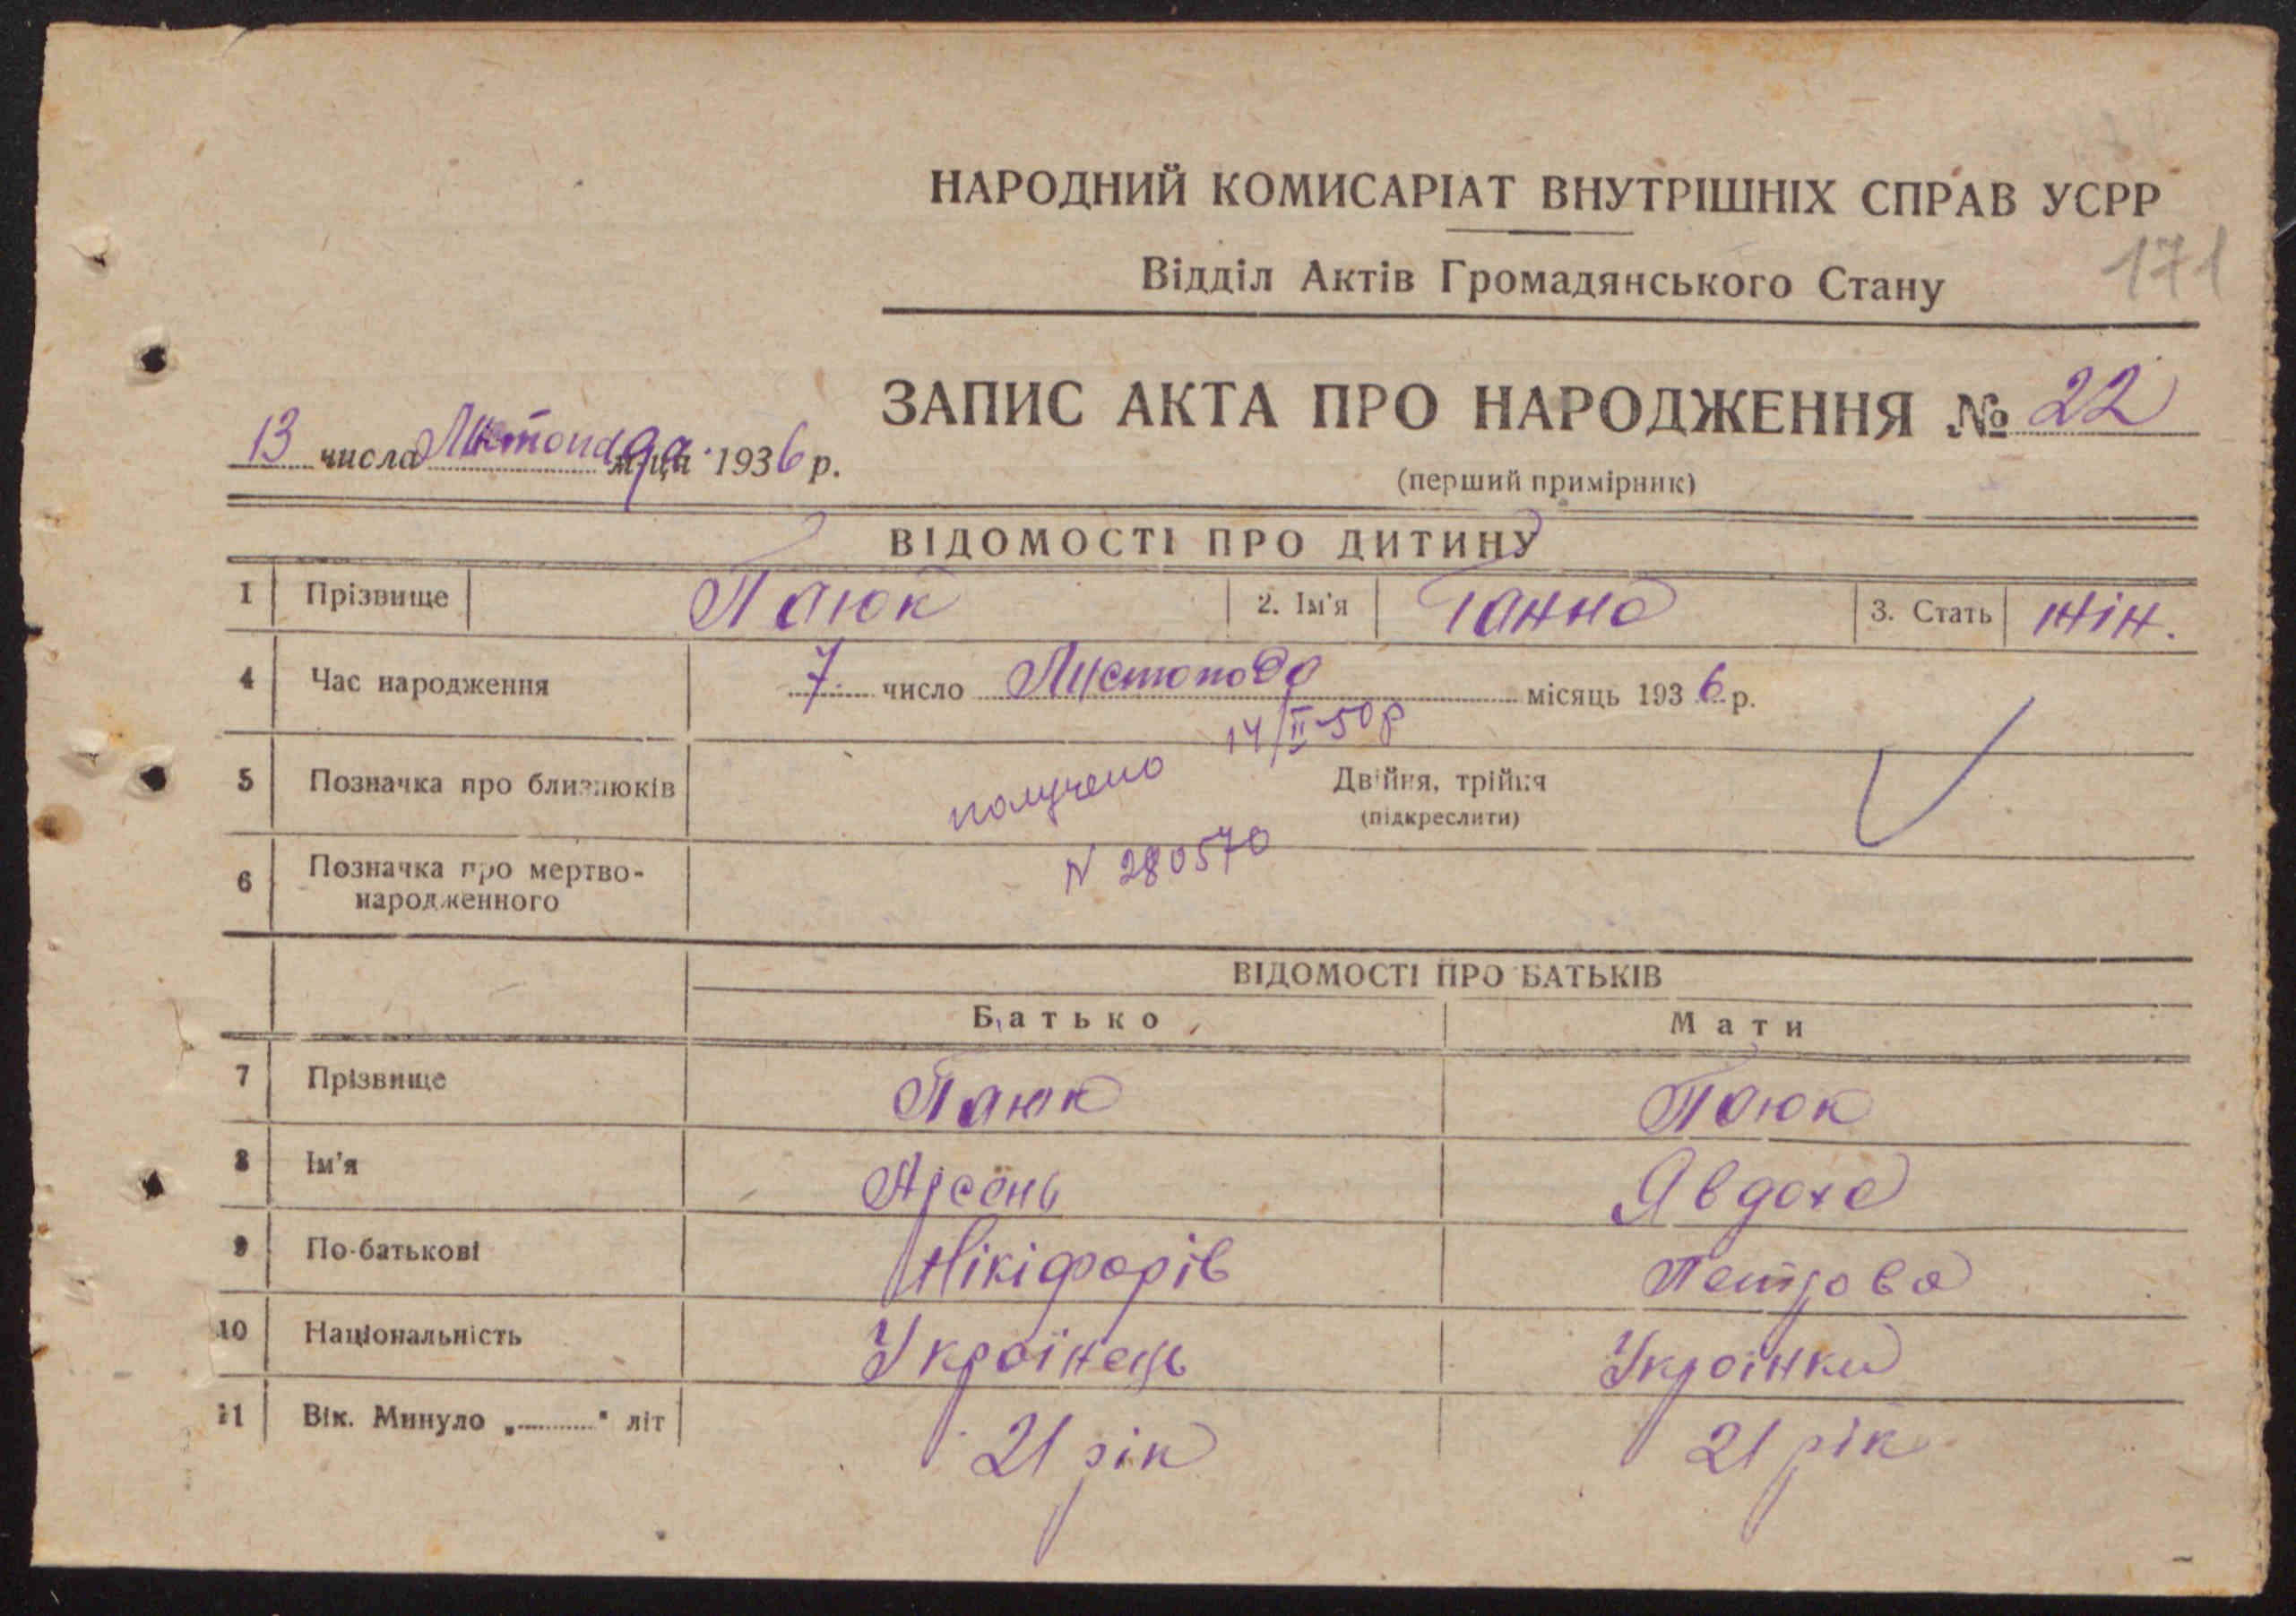 НАРОДНИЙ КОМИСАРІАТ ВНУТРІШНІХ СПРАВ УСРР
Відділ Актів Громадянського Стану
171
ЗАПИС АКТА ПРО НАРОДЖЕННЯ № 22
13 числа Листопада м-ця 1936 р.
(перший примірник)
ВІДОМОСТІ ПРО ДИТИНУ
1 Прізвище Паюк 2. Ім'я Ганна 3. Стать жін.
4 Час народження 7. число Листопада місяць 1936 р.
получено 14/II-50р
5 Позначка про близнюків Двійня, трійня
(підкреслити)
N 280570
6 Позначка про мертво-
народженного
ВІДОМОСТІ ПРО БАТЬКІВ
Батько Мати
7 Прізвище Паюк Паюк
8 Ім'я Арсень Явдоха
9 По-батькові Нікіфорів Петрова
10 Національність Українець Українки
11 Вік. Минуло „..........“ літ 21 рік 21 рік